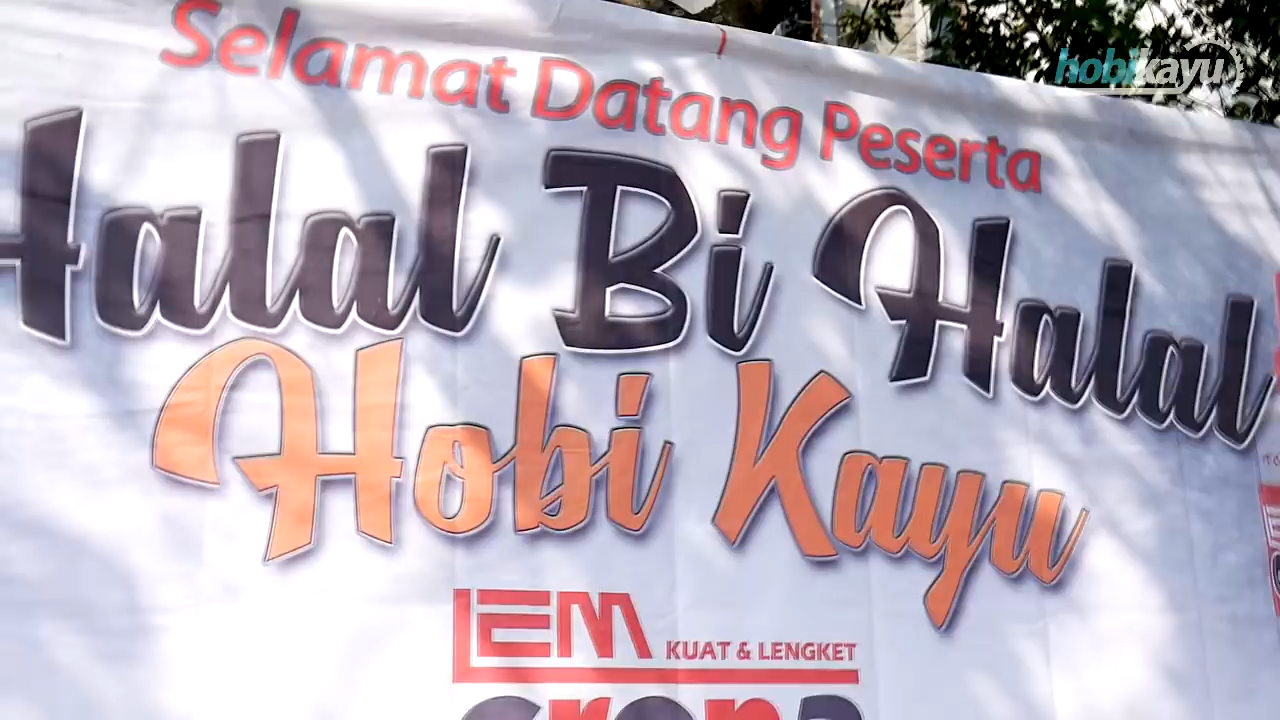 hobikayu
Selamat Datang Peserta
Halal Bi Halal
Hobi Kayu
LEM
KUAT & LENGKET